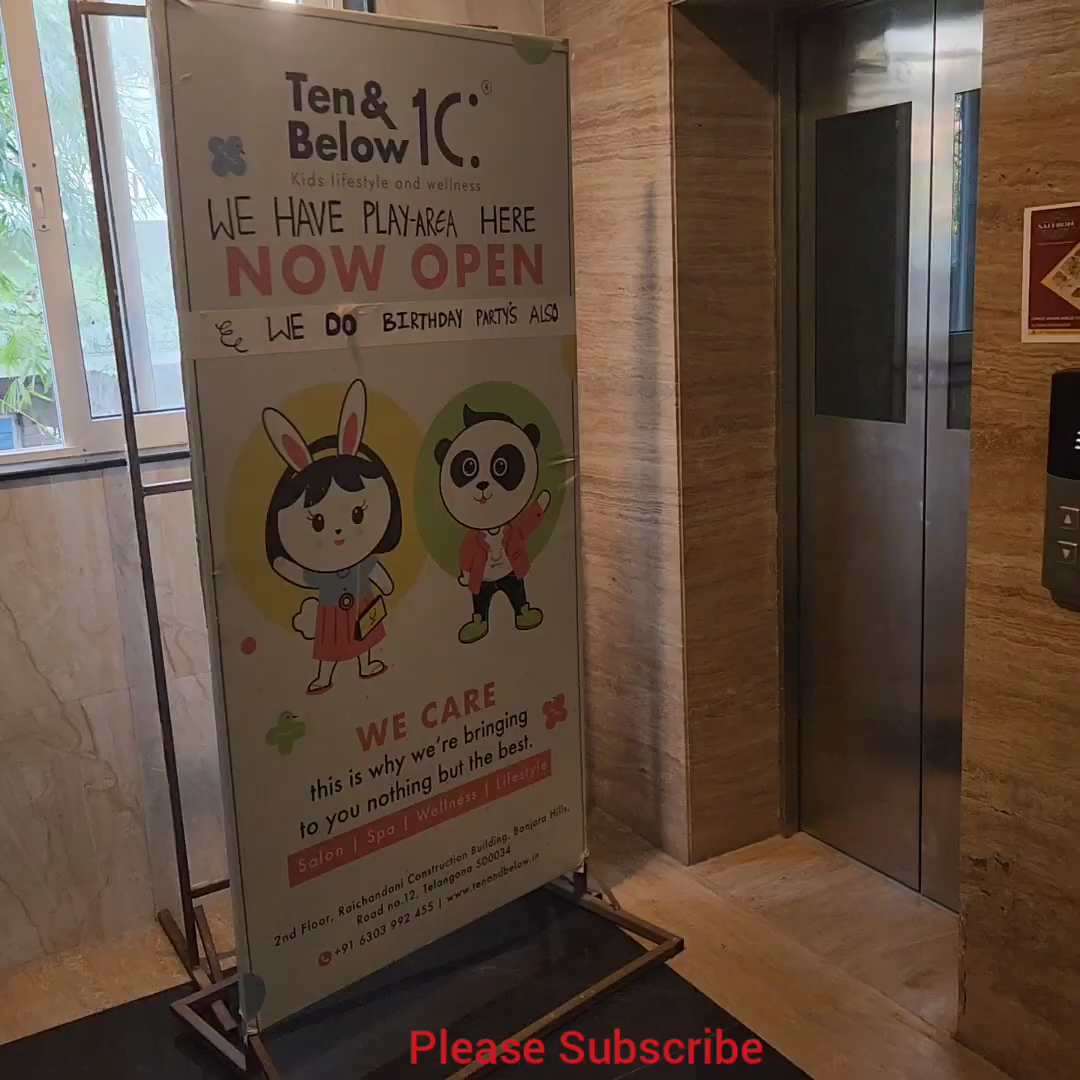 Ten&
Below 1C:
Kids lifestyle and wellness
WE HAVE PLAY-AREA HERE
NOW OPEN
WE DO BIRTHDAY PARTY'S ALSO
WE CARE
this is why we're bringing
to you nothing but the best.
Salon | Spa | Wellness | Lifestyle
2nd Floor, Raichandani Construction Building, Banjara Hills,
Road no.12, Telangana 500034
+91 6303 992 455 | www.tenandbelow.in
SAFFRON
Please Subscribe